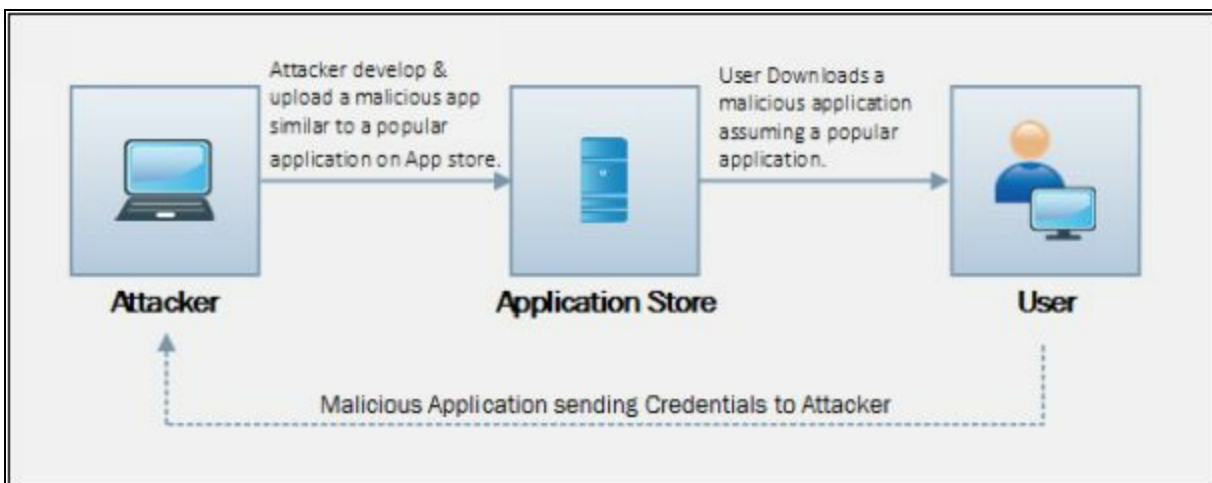 Attacker develop &
upload a malicious app
similar to a popular
application on App store.
User Downloads a
malicious application
assuming a popular
application.
Attacker
Application Store
User
Malicious Application sending Credentials to Attacker